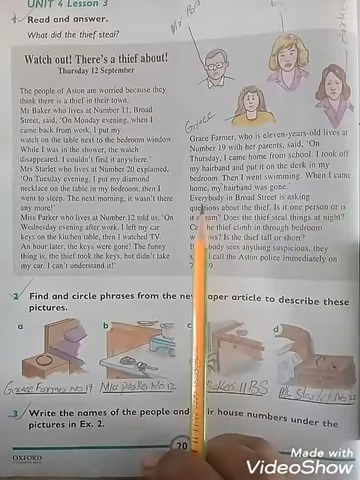 UNIT 4 Lesson 3
Read and answer.
What did the thief steal?
Watch out! There's a thief about!
Thursday 12 September
The people of Aston are worried because they
think there is a thief in their town.
Mr Baker who lives at Number 11, Broad
Street, said, 'On Monday evening, when I
came back from work, I put my
watch on the table next to the bedroom window.
While I was in the shower, the watch
disappeared. I couldn't find it anywhere.'
Mrs Starlet who lives at Number 20 explained,
'On Tuesday evening, I put my diamond
necklace on the table in my bedroom, then I
went to sleep. The next morning, it wasn't there
any more!'
Miss Parker who lives at Number 12 told us, 'On
Wednesday evening after work, I left my car
keys on the kitchen table, then I watched TV.
An hour later, the keys were gone! The funny
thing is, the thief took the keys, but didn't take
my car. I can't understand it!'
Grace
Grace Farmer, who is eleven-years-old lives at
Number 19 with her parents, said, 'On
Thursday, I came home from school. I took off
my hairband and put it on the desk in my
bedroom. Then I went swimming. When I came
home, my hairband was gone.'
Everybody in Broad Street is asking
questions about the thief. Is it one person or is
it team? Does the thief steal things at night?
the thief climb in through bedroom
Is the thief tall or short?
body sees anything suspicious, they
call the Aston police immediately on
2 Find and circle phrases from the paper article to describe these
pictures.
a b c d
Grace Farmer No 19 Miss Parker No 12 Baker 11 BS
3 Write the names of the people and house numbers under the
pictures in Ex. 2.
OXFORD
20
Made with
VideoShow